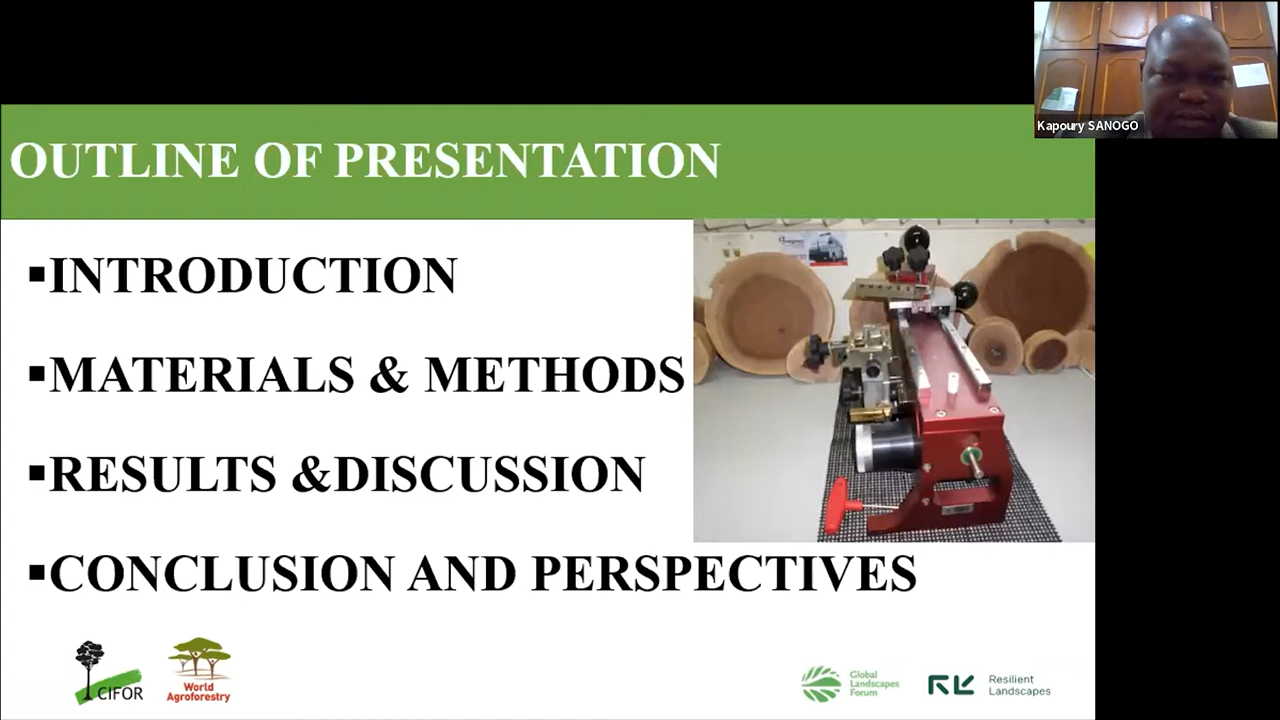 Kapoury SANOGO
OUTLINE OF PRESENTATION
▪INTRODUCTION
▪MATERIALS & METHODS
▪RESULTS &DISCUSSION
▪CONCLUSION AND PERSPECTIVES
CIFOR
World
Agroforestry
Global
Landscapes
Forum
Resilient
Landscapes